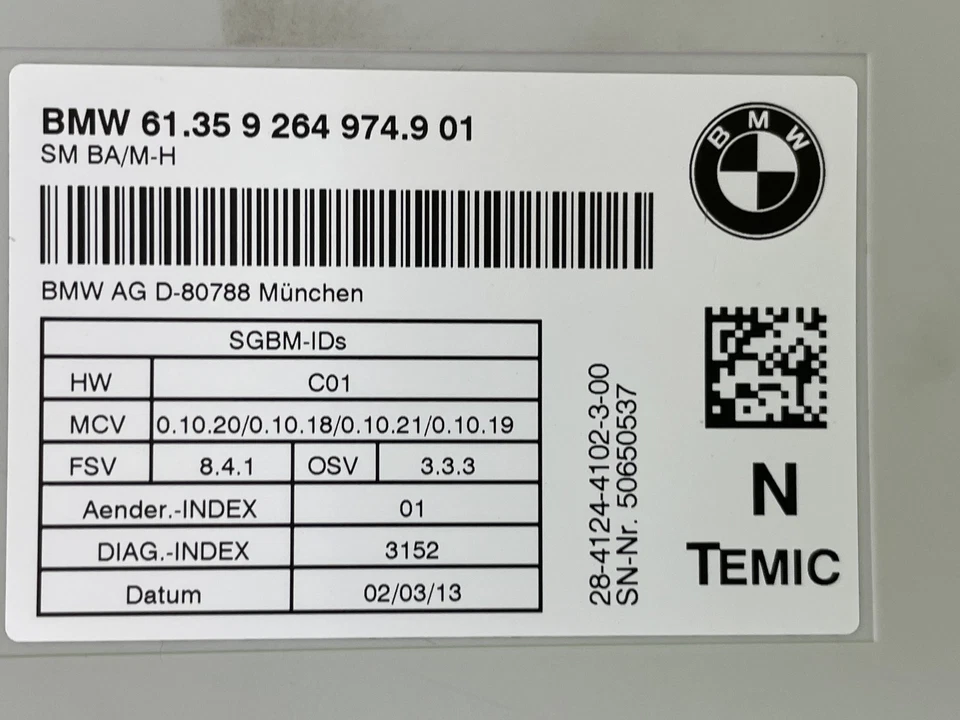 BMW 61.35 9 264 974.9 01
SM BA/M-H
BMW
BMW AG D-80788 München
SGBM-IDs
HW C01
MCV 0.10.20/0.10.18/0.10.21/0.10.19
FSV 8.4.1 OSV 3.3.3
Aender.-INDEX 01
DIAG.-INDEX 3152
Datum 02/03/13
28-4124-4102-3-00
SN-Nr. 50650537
N
TEMIC